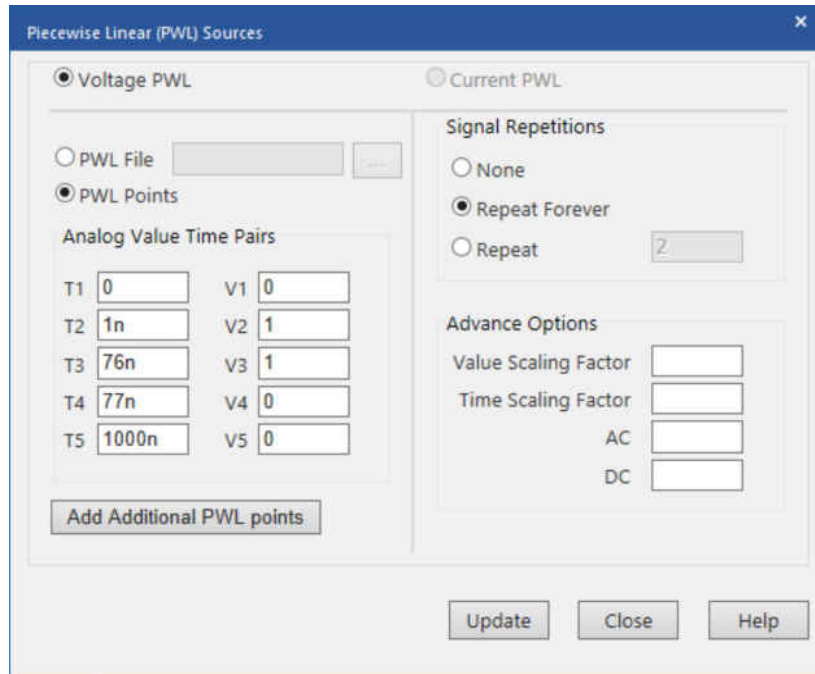 Piecewise Linear (PWL) Sources
×
Voltage PWL
Current PWL
PWL File
...
PWL Points
Analog Value Time Pairs
T1 0 V1 0
T2 1n V2 1
T3 76n V3 1
T4 77n V4 0
T5 1000n V5 0
Add Additional PWL points
Signal Repetitions
None
Repeat Forever
Repeat 2
Advance Options
Value Scaling Factor
Time Scaling Factor
AC
DC
Update Close Help